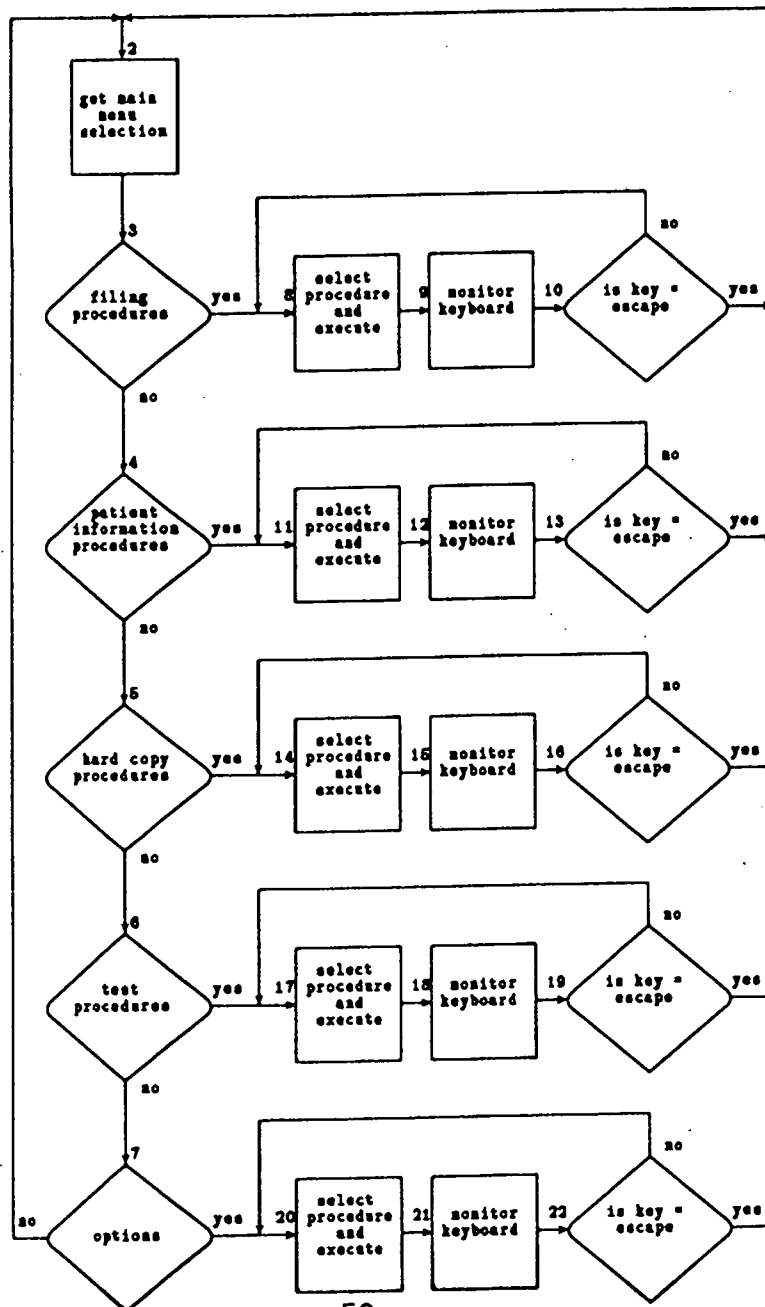 2
get main
menu
selection
3
filing
procedures
yes
8
select
procedure
and
execute
9
monitor
keyboard
10
is key =
escape
no
yes
no
4
patient
information
procedures
yes
11
select
procedure
and
execute
12
monitor
keyboard
13
is key =
escape
no
yes
no
5
hard copy
procedures
yes
14
select
procedure
and
execute
15
monitor
keyboard
16
is key =
escape
no
yes
no
6
test
procedures
yes
17
select
procedure
and
execute
18
monitor
keyboard
19
is key =
escape
no
yes
no
7
no
options
yes
20
select
procedure
and
execute
21
monitor
keyboard
22
is key =
escape
no
yes